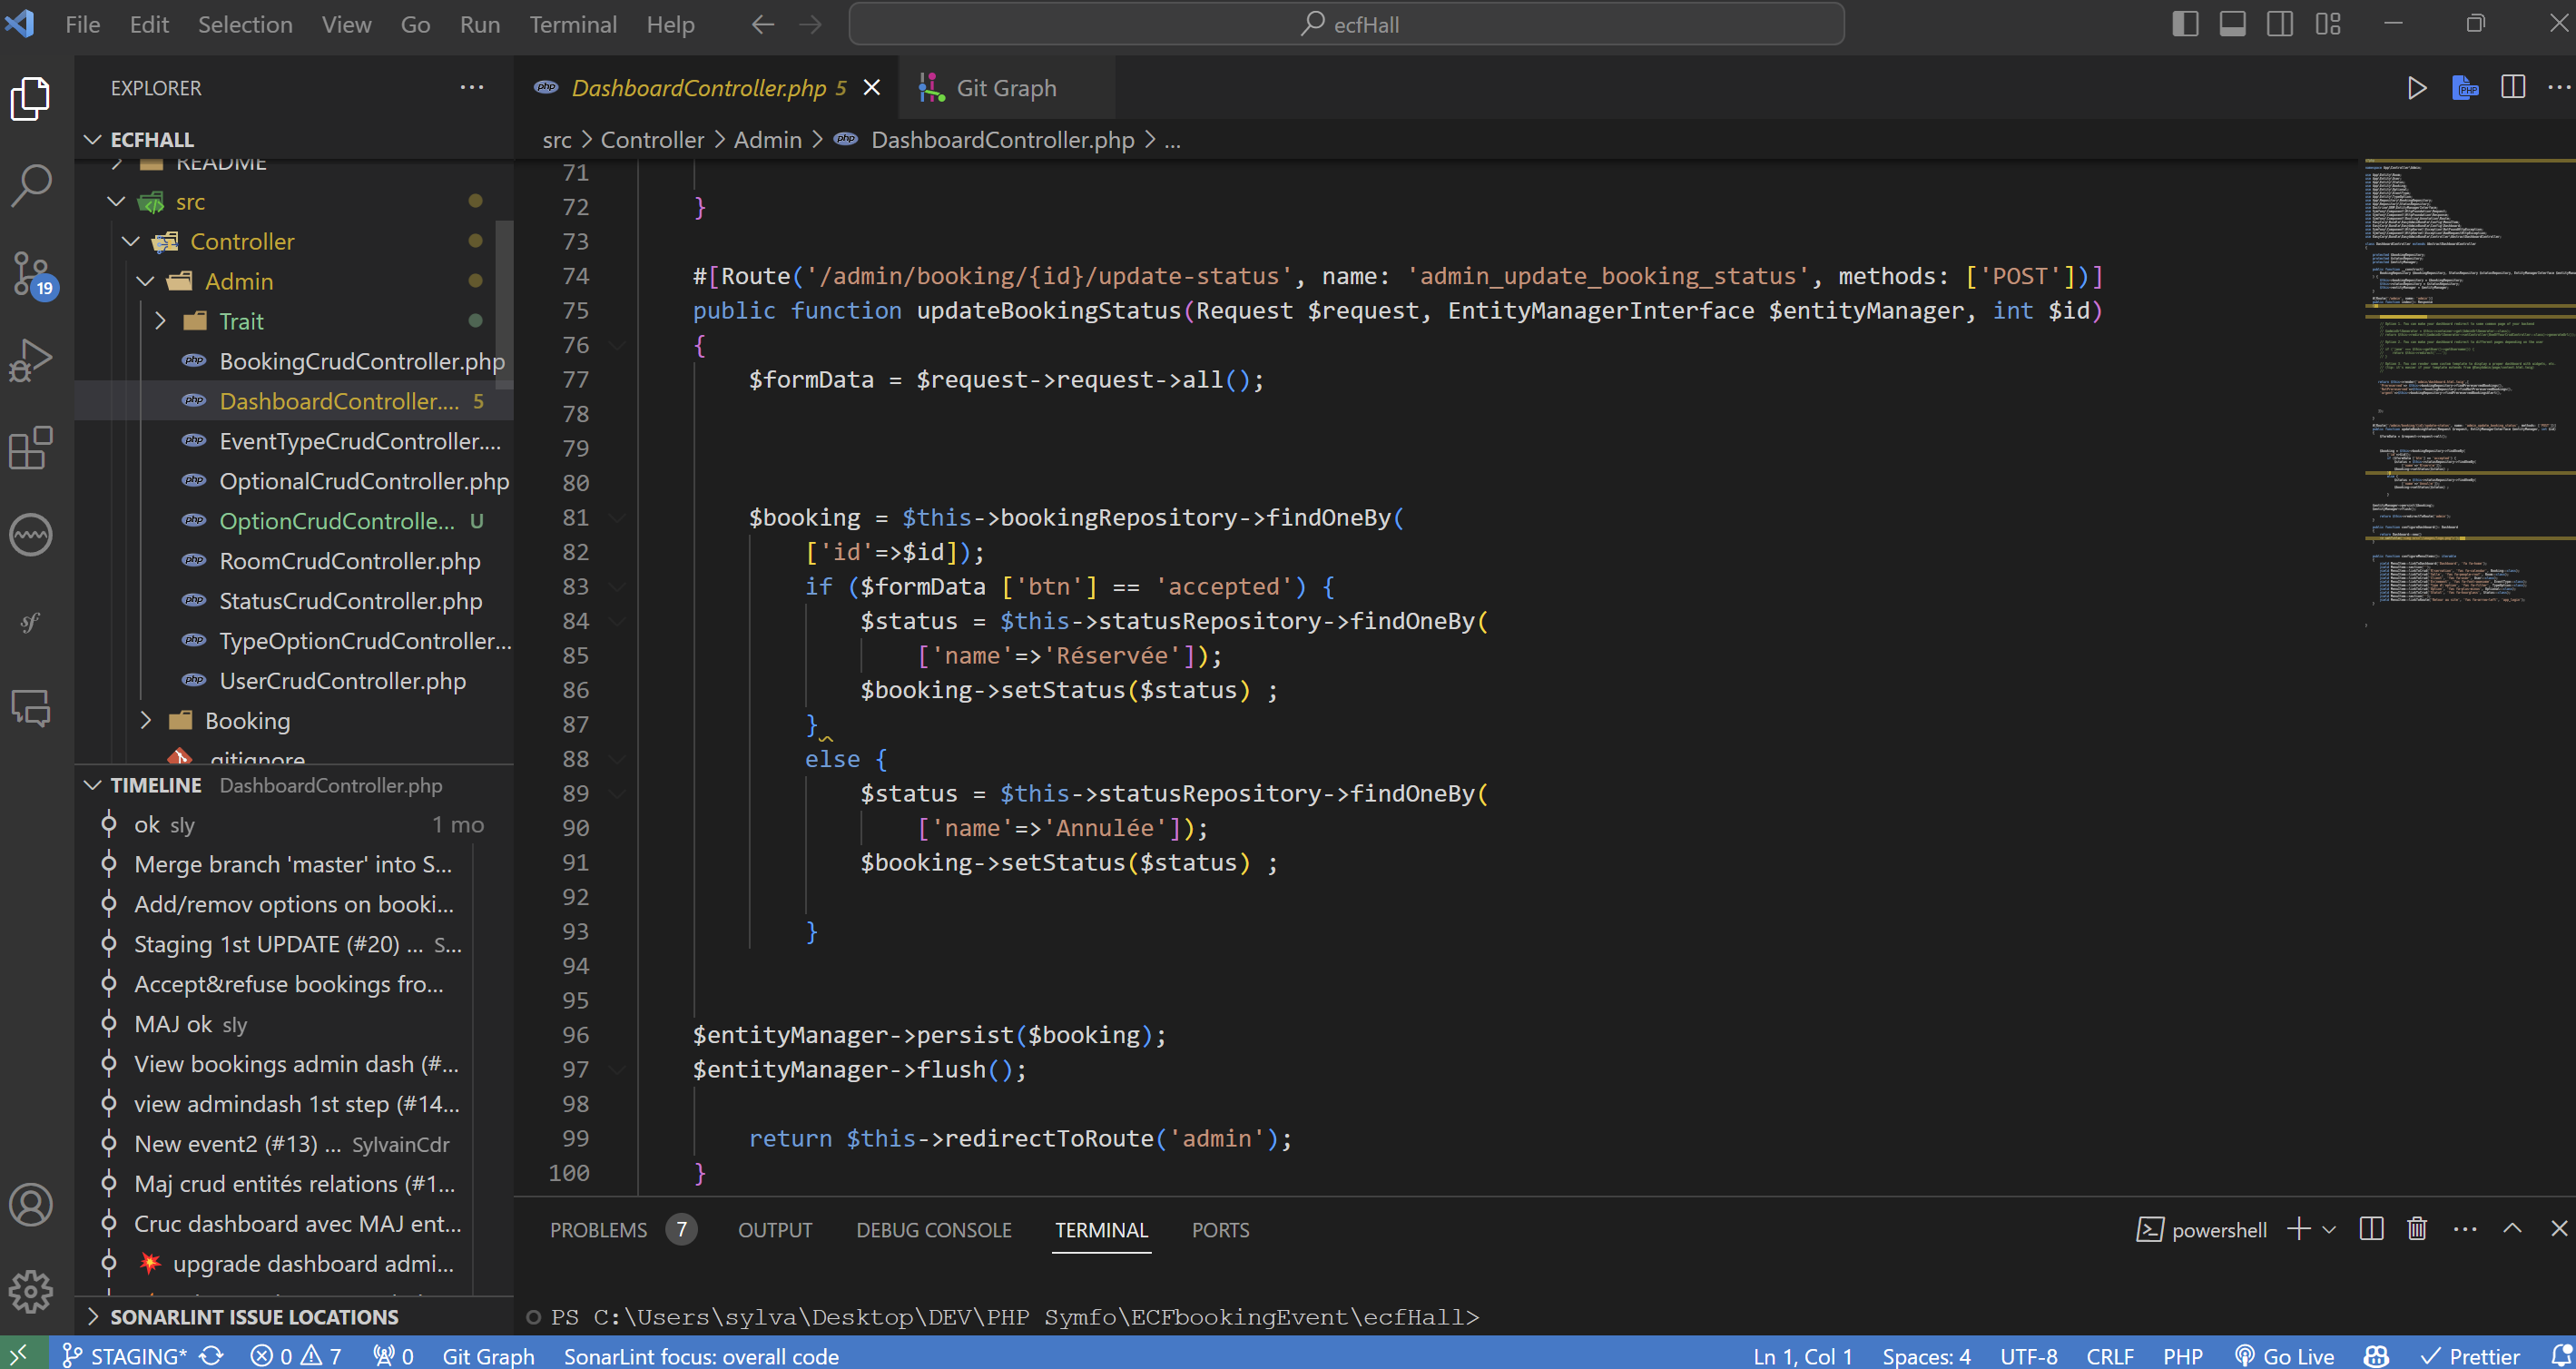 File Edit Selection View Go Run Terminal Help ecfHall
EXPLORER
ECFHALL
README
src
Controller
Admin
Trait
BookingCrudController.php
DashboardController.... 5
EventTypeCrudController....
OptionalCrudController.php
OptionCrudControlle... U
RoomCrudController.php
StatusCrudController.php
TypeOptionCrudController...
UserCrudController.php
Booking
.gitignore
TIMELINE DashboardController.php
ok sly 1 mo
Merge branch 'master' into S...
Add/remov options on booki...
Staging 1st UPDATE (#20) ... S...
Accept&refuse bookings fro...
MAJ ok sly
View bookings admin dash (#...
view admindash 1st step (#14...
New event2 (#13) ... SylvainCdr
Maj crud entités relations (#1...
Cruc dashboard avec MAJ ent...
💥 upgrade dashboard admi...
SONARLINT ISSUE LOCATIONS
19
DashboardController.php 5 Git Graph
src > Controller > Admin > DashboardController.php > ...
71
72 }
73
74 #[Route('/admin/booking/{id}/update-status', name: 'admin_update_booking_status', methods: ['POST'])]
75 public function updateBookingStatus(Request $request, EntityManagerInterface $entityManager, int $id)
76 {
77 $formData = $request->request->all();
78
79
80
81 $booking = $this->bookingRepository->findOneBy(
82 ['id'=>$id]);
83 if ($formData ['btn'] == 'accepted') {
84 $status = $this->statusRepository->findOneBy(
85 ['name'=>'Réservée']);
86 $booking->setStatus($status) ;
87 }
88 else {
89 $status = $this->statusRepository->findOneBy(
90 ['name'=>'Annulée']);
91 $booking->setStatus($status) ;
92
93 }
94
95
96 $entityManager->persist($booking);
97 $entityManager->flush();
98
99 return $this->redirectToRoute('admin');
100 }
PROBLEMS 7 OUTPUT DEBUG CONSOLE TERMINAL PORTS powershell
PS C:\Users\sylva\Desktop\DEV\PHP Symfo\ECFbookingEvent\ecfHall>
STAGING* 0 7 0 Git Graph SonarLint focus: overall code Ln 1, Col 1 Spaces: 4 UTF-8 CRLF PHP Go Live Prettier